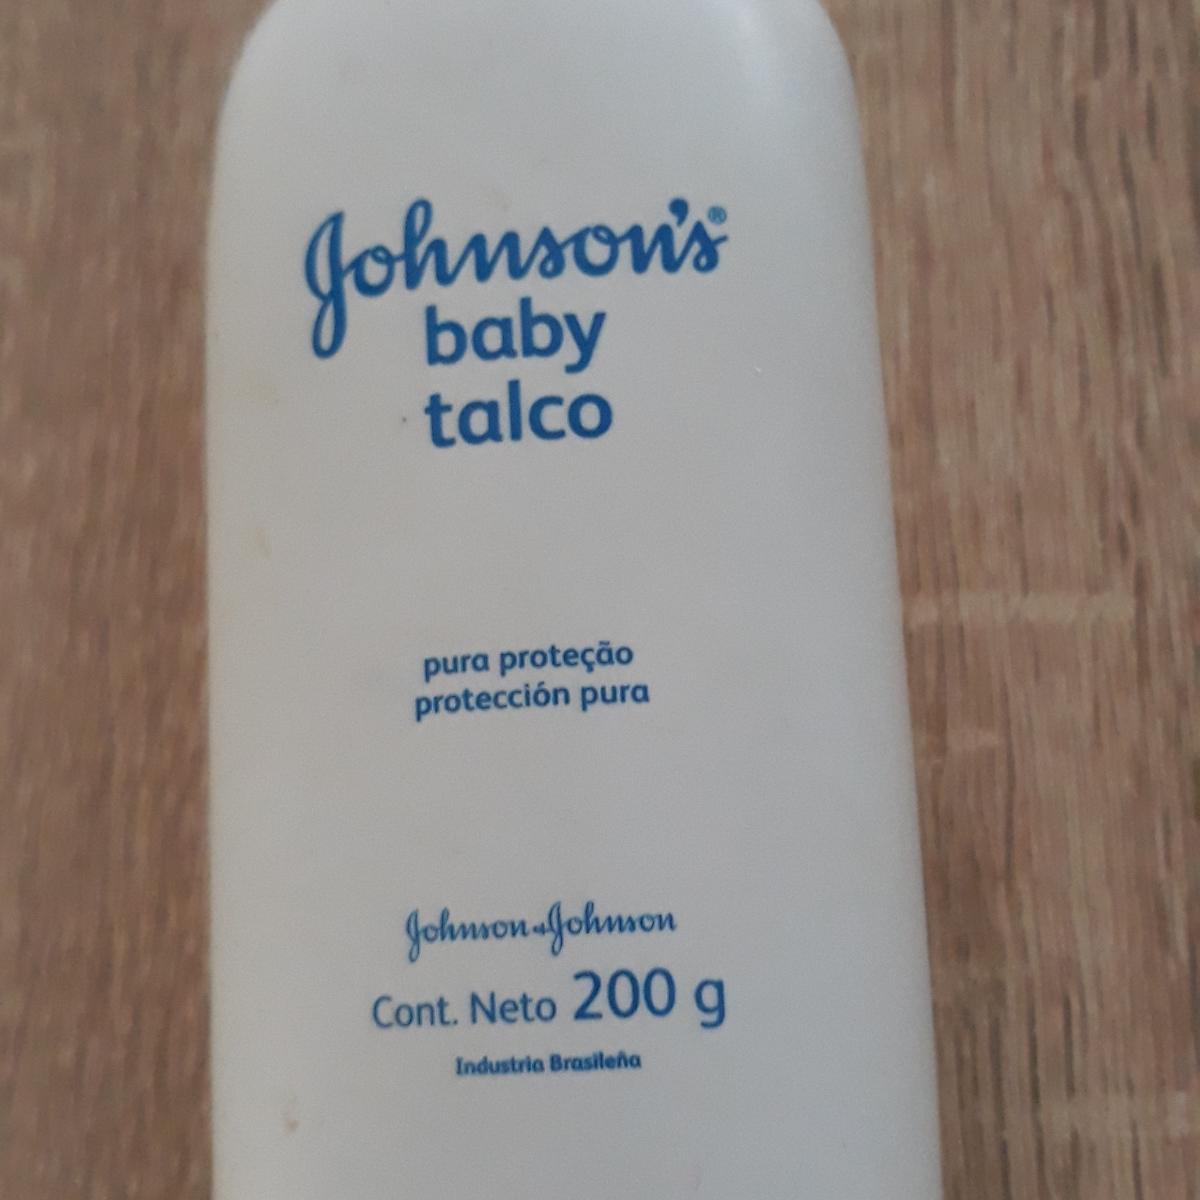 Johnson's®
baby
talco
pura proteção
protección pura
Johnson & Johnson
Cont. Neto 200 g
Industria Brasileña